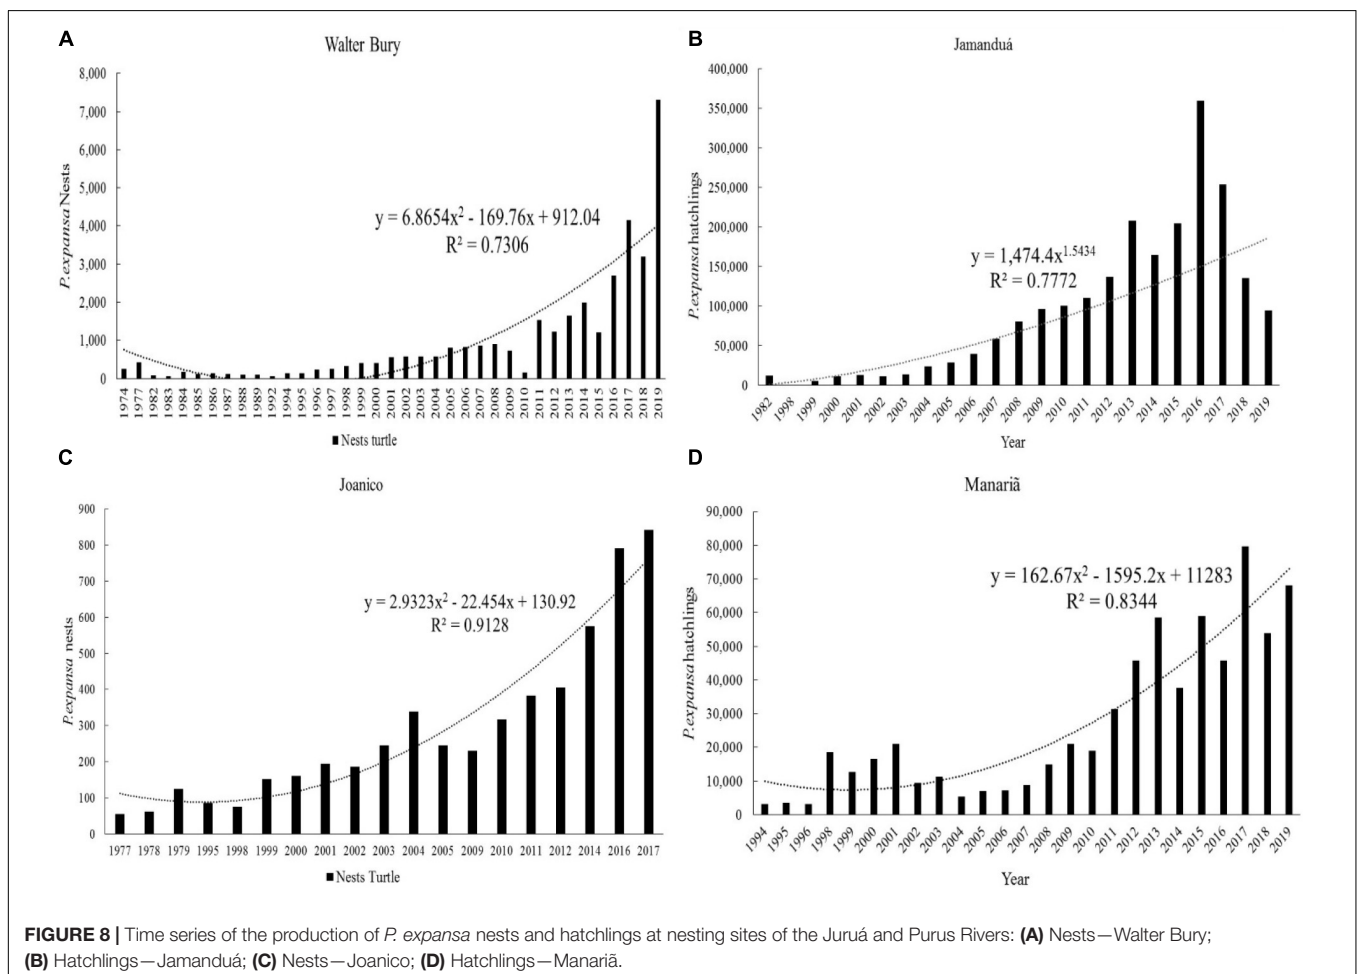 A
Walter Bury
P.expansa Nests
8,000
7,000
6,000
5,000
4,000
3,000
2,000
1,000
0
y = 6.8654x² - 169.76x + 912.04
R² = 0.7306
1974 1977 1982 1983 1984 1985 1986 1987 1988 1989 1992 1994 1995 1996 1997 1998 1999 2000 2001 2002 2003 2004 2005 2006 2007 2008 2009 2010 2011 2012 2013 2014 2015 2016 2017 2018 2019
■ Nests turtle
B
Jamanduá
P.expansa hatchlings
400,000
350,000
300,000
250,000
200,000
150,000
100,000
50,000
0
y = 1,474.4x^1.5434
R² = 0.7772
1982 1998 1999 2000 2001 2002 2003 2004 2005 2006 2007 2008 2009 2010 2011 2012 2013 2014 2015 2016 2017 2018 2019
Year
C
Joanico
P.expansa nests
900
800
700
600
500
400
300
200
100
0
y = 2.9323x² - 22.454x + 130.92
R² = 0.9128
1977 1978 1979 1995 1998 1999 2000 2001 2002 2003 2004 2005 2009 2010 2011 2012 2014 2016 2017
■ Nests Turtle
D
Manariã
P.expansa hatchlings
90,000
80,000
70,000
60,000
50,000
40,000
30,000
20,000
10,000
0
y = 162.67x² - 1595.2x + 11283
R² = 0.8344
1994 1995 1996 1998 1999 2000 2001 2002 2003 2004 2005 2006 2007 2008 2009 2010 2011 2012 2013 2014 2015 2016 2017 2018 2019
Year
FIGURE 8 | Time series of the production of P. expansa nests and hatchlings at nesting sites of the Juruá and Purus Rivers: (A) Nests—Walter Bury;
(B) Hatchlings—Jamanduá; (C) Nests—Joanico; (D) Hatchlings—Manariã.